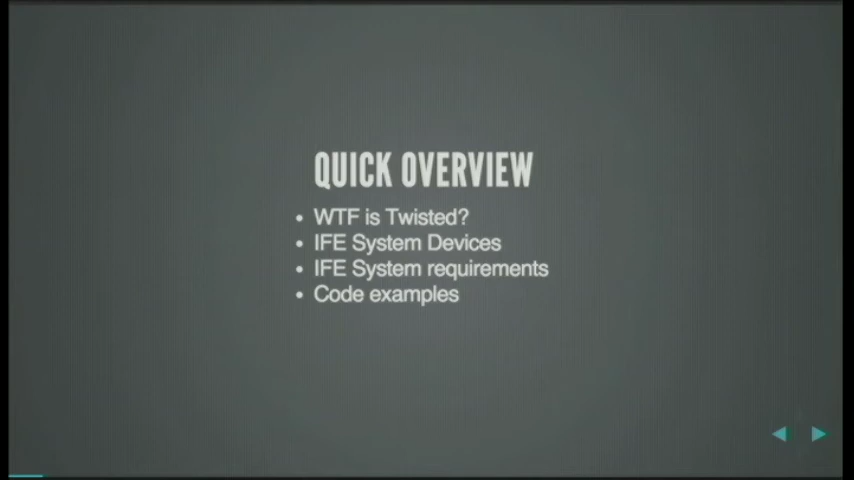 QUICK OVERVIEW
• WTF is Twisted?
• IFE System Devices
• IFE System requirements
• Code examples